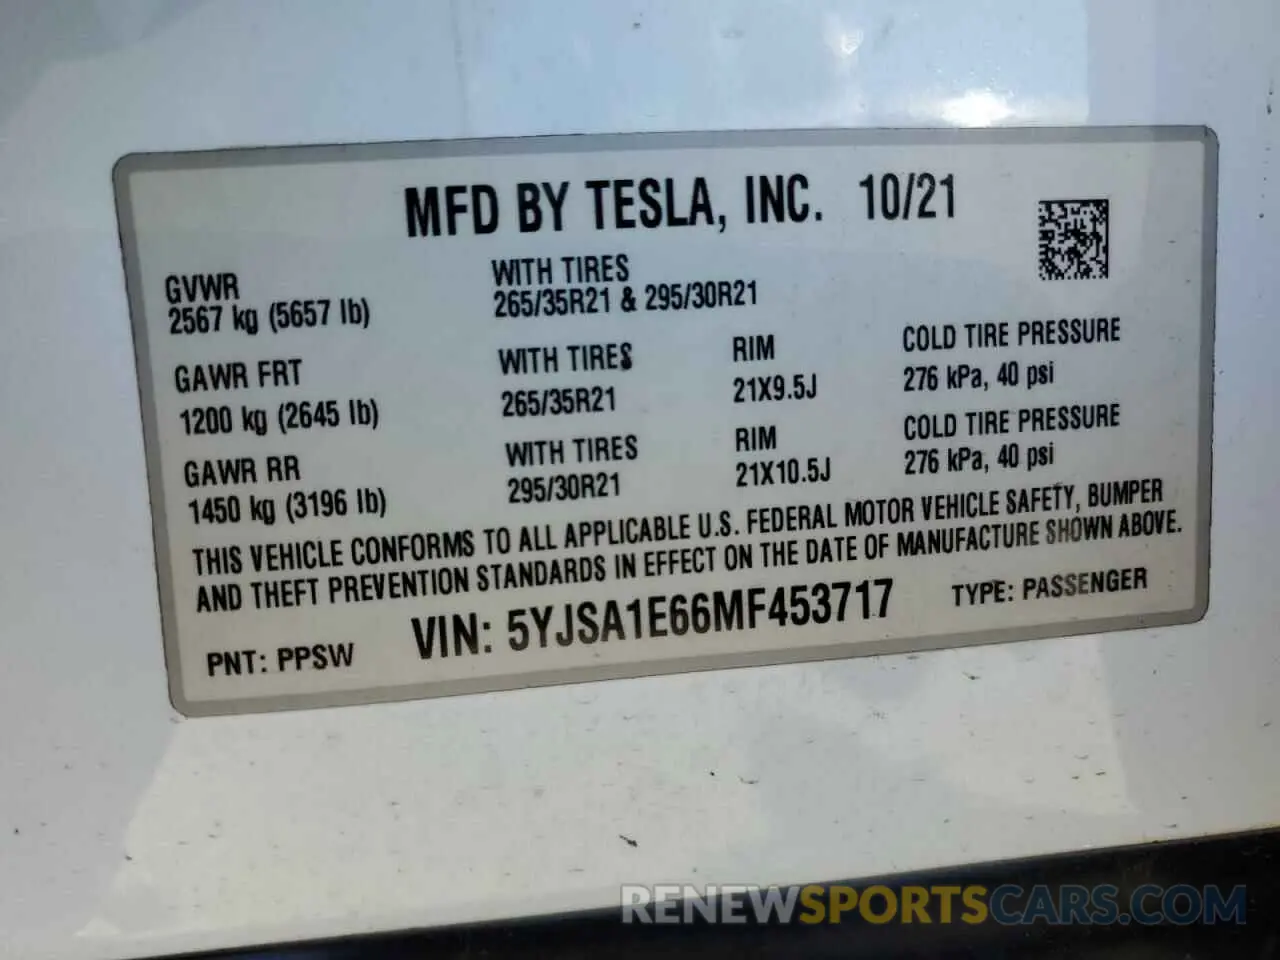 MFD BY TESLA, INC. 10/21
GVWR
2567 kg (5657 lb)
WITH TIRES
265/35R21 & 295/30R21
GAWR FRT
1200 kg (2645 lb)
WITH TIRES
265/35R21
RIM
21X9.5J
COLD TIRE PRESSURE
276 kPa, 40 psi
GAWR RR
1450 kg (3196 lb)
WITH TIRES
295/30R21
RIM
21X10.5J
COLD TIRE PRESSURE
276 kPa, 40 psi
THIS VEHICLE CONFORMS TO ALL APPLICABLE U.S. FEDERAL MOTOR VEHICLE SAFETY, BUMPER
AND THEFT PREVENTION STANDARDS IN EFFECT ON THE DATE OF MANUFACTURE SHOWN ABOVE.
PNT: PPSW
VIN: 5YJSA1E66MF453717
TYPE: PASSENGER
RENEWSPORTSCARS.COM